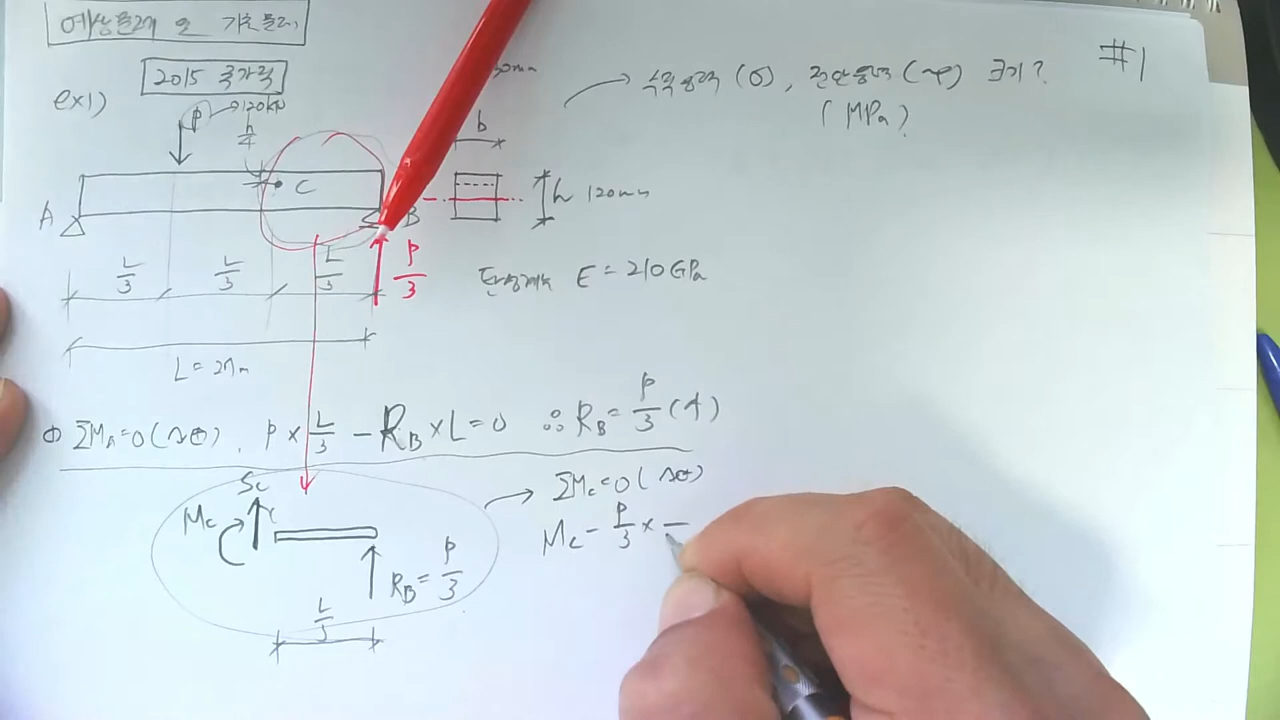 예상문제 및 기출문제
#1
2015 국가직
ex1)
P → 120kN
30mm
→ 수직응력 (σ), 전단응력 (τ) 크기?
(MPa)
h/4
b
C
A
B
h 120mm
L/3 L/3 L/3
P/3
탄성계수 E = 210GPa
① ΣM_A=0(↷⊕), P × L/3 - R_B × L = 0 ∴ R_B = P/3 (↑)
S_C
M_C
C
R_B = P/3
L/3
ΣM_C=0(↷⊕)
M_C - P/3 ×